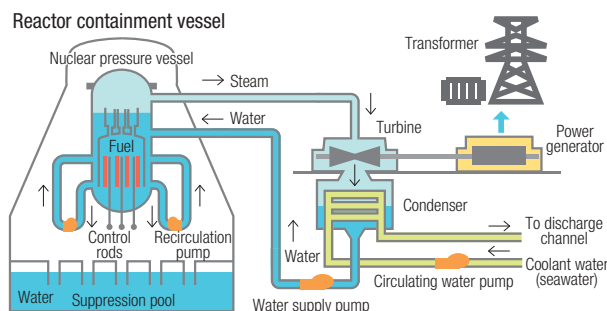 Reactor containment vessel
Nuclear pressure vessel
Steam
Water
Fuel
Control
rods
Recirculation
pump
Water
Suppression pool
Transformer
Turbine
Power
generator
Condenser
To discharge
channel
Water
Coolant water
(seawater)
Circulating water pump
Water supply pump